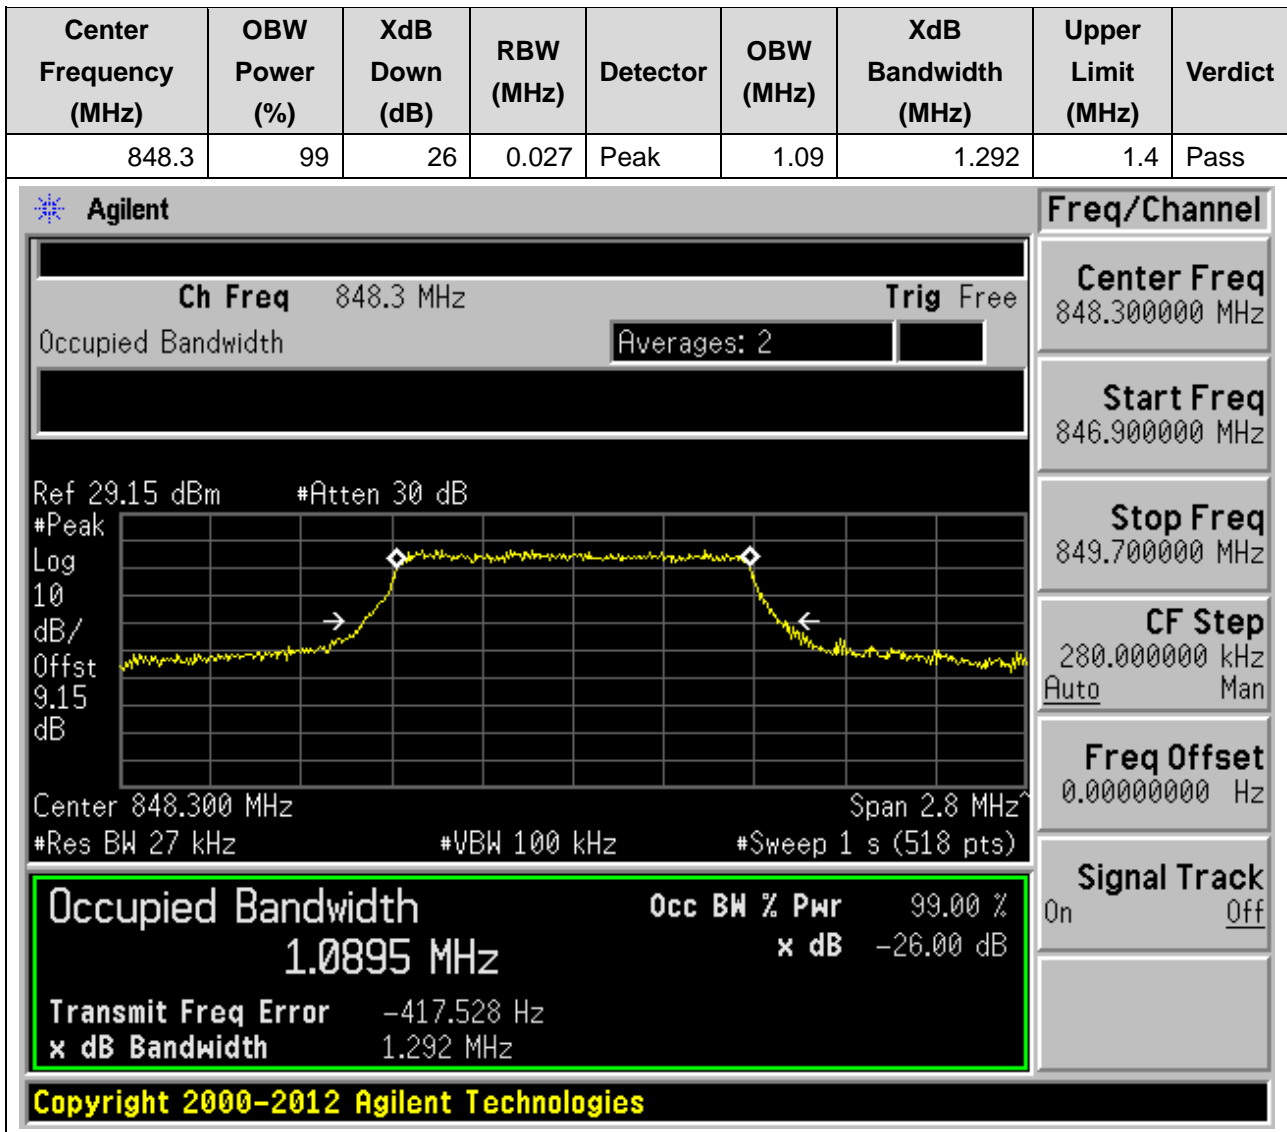 Center Frequency (MHz) OBW Power (%) XdB Down (dB) RBW (MHz) Detector OBW (MHz) XdB Bandwidth (MHz) Upper Limit (MHz) Verdict
848.3 99 26 0.027 Peak 1.09 1.292 1.4 Pass
Agilent
Freq/Channel
Ch Freq 848.3 MHz Trig Free
Occupied Bandwidth Averages: 2
Center Freq
848.300000 MHz
Start Freq
846.900000 MHz
Stop Freq
849.700000 MHz
CF Step
280.000000 kHz
Auto Man
Freq Offset
0.00000000 Hz
Signal Track
On Off
Ref 29.15 dBm #Atten 30 dB
#Peak
Log
10
dB/
Offst
9.15
dB
Center 848.300 MHz Span 2.8 MHz^
#Res BW 27 kHz #VBW 100 kHz #Sweep 1 s (518 pts)
Occupied Bandwidth
1.0895 MHz
Occ BW % Pwr 99.00 %
x dB -26.00 dB
Transmit Freq Error -417.528 Hz
x dB Bandwidth 1.292 MHz
Copyright 2000-2012 Agilent Technologies